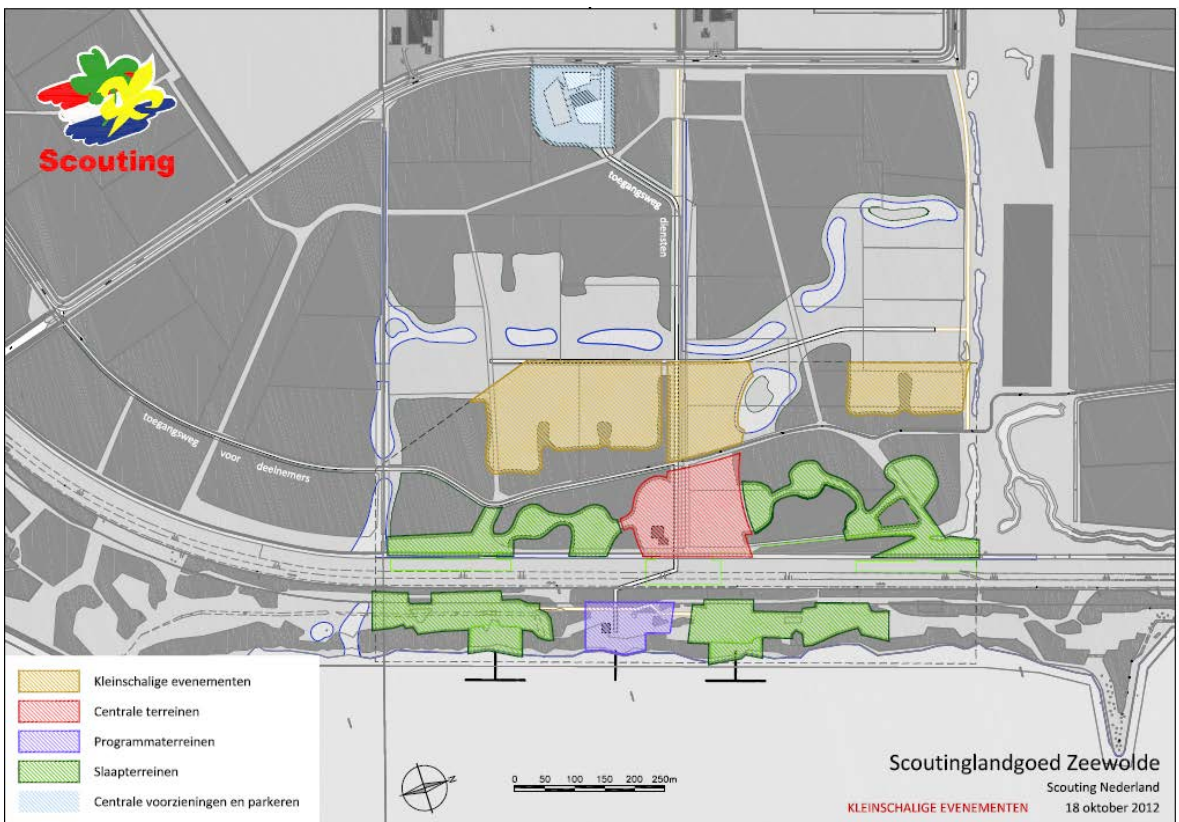 Scouting
toegangsweg
diensten
toegangsweg voor deelnemers
Kleinschalige evenementen
Centrale terreinen
Programmaterreinen
Slaapterreinen
Centrale voorzieningen en parkeren
N
0 50 100 150 200 250m
Scoutinglandgoed Zeewolde
Scouting Nederland
KLEINSCHALIGE EVENEMENTEN 18 oktober 2012